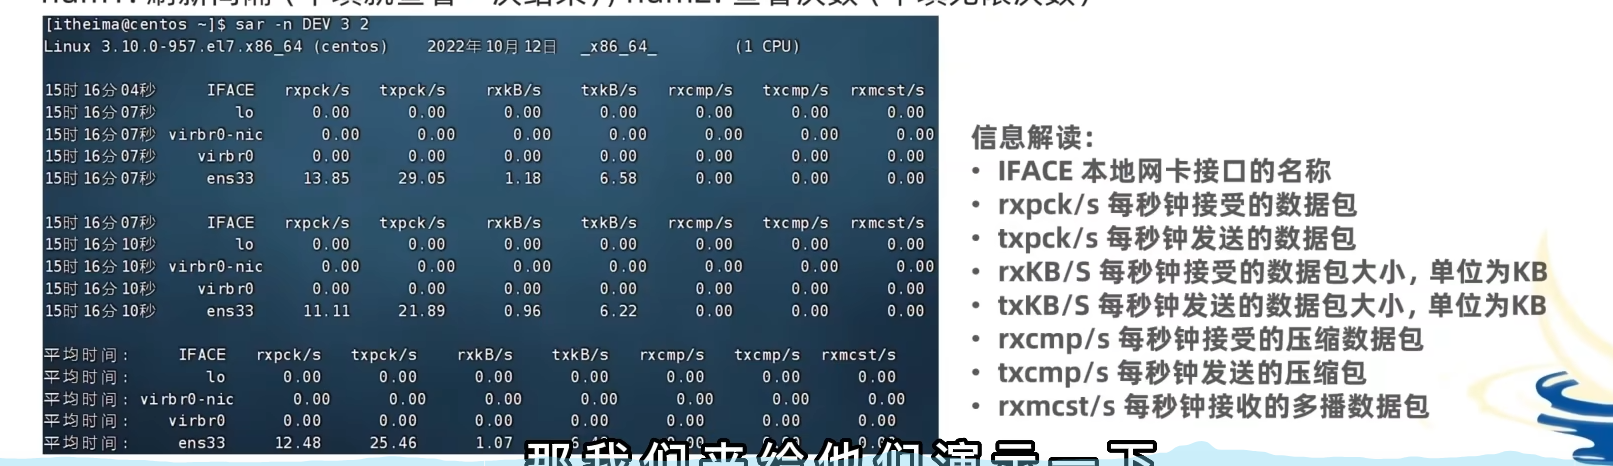 [itheima@centos ~]$ sar -n DEV 3 2
Linux 3.10.0-957.el7.x86_64 (centos) 2022年10月12日 _x86_64_ (1 CPU)
15时16分04秒 IFACE rxpck/s txpck/s rxkB/s txkB/s rxcmp/s txcmp/s rxmcst/s
15时16分07秒 lo 0.00 0.00 0.00 0.00 0.00 0.00 0.00
15时16分07秒 virbr0-nic 0.00 0.00 0.00 0.00 0.00 0.00 0.00
15时16分07秒 virbr0 0.00 0.00 0.00 0.00 0.00 0.00 0.00
15时16分07秒 ens33 13.85 29.05 1.18 6.58 0.00 0.00 0.00
15时16分07秒 IFACE rxpck/s txpck/s rxkB/s txkB/s rxcmp/s txcmp/s rxmcst/s
15时16分10秒 lo 0.00 0.00 0.00 0.00 0.00 0.00 0.00
15时16分10秒 virbr0-nic 0.00 0.00 0.00 0.00 0.00 0.00 0.00
15时16分10秒 virbr0 0.00 0.00 0.00 0.00 0.00 0.00 0.00
15时16分10秒 ens33 11.11 21.89 0.96 6.22 0.00 0.00 0.00
平均时间: IFACE rxpck/s txpck/s rxkB/s txkB/s rxcmp/s txcmp/s rxmcst/s
平均时间: lo 0.00 0.00 0.00 0.00 0.00 0.00 0.00
平均时间: virbr0-nic 0.00 0.00 0.00 0.00 0.00 0.00 0.00
平均时间: virbr0 0.00 0.00 0.00 0.00 0.00 0.00 0.00
平均时间: ens33 12.48 25.46 1.07
信息解读:
• IFACE 本地网卡接口的名称
• rxpck/s 每秒钟接受的数据包
• txpck/s 每秒钟发送的数据包
• rxKB/S 每秒钟接受的数据包大小, 单位为KB
• txKB/S 每秒钟发送的数据包大小, 单位为KB
• rxcmp/s 每秒钟接受的压缩数据包
• txcmp/s 每秒钟发送的压缩包
• rxmcst/s 每秒钟接收的多播数据包
那我们来给他们演示一下